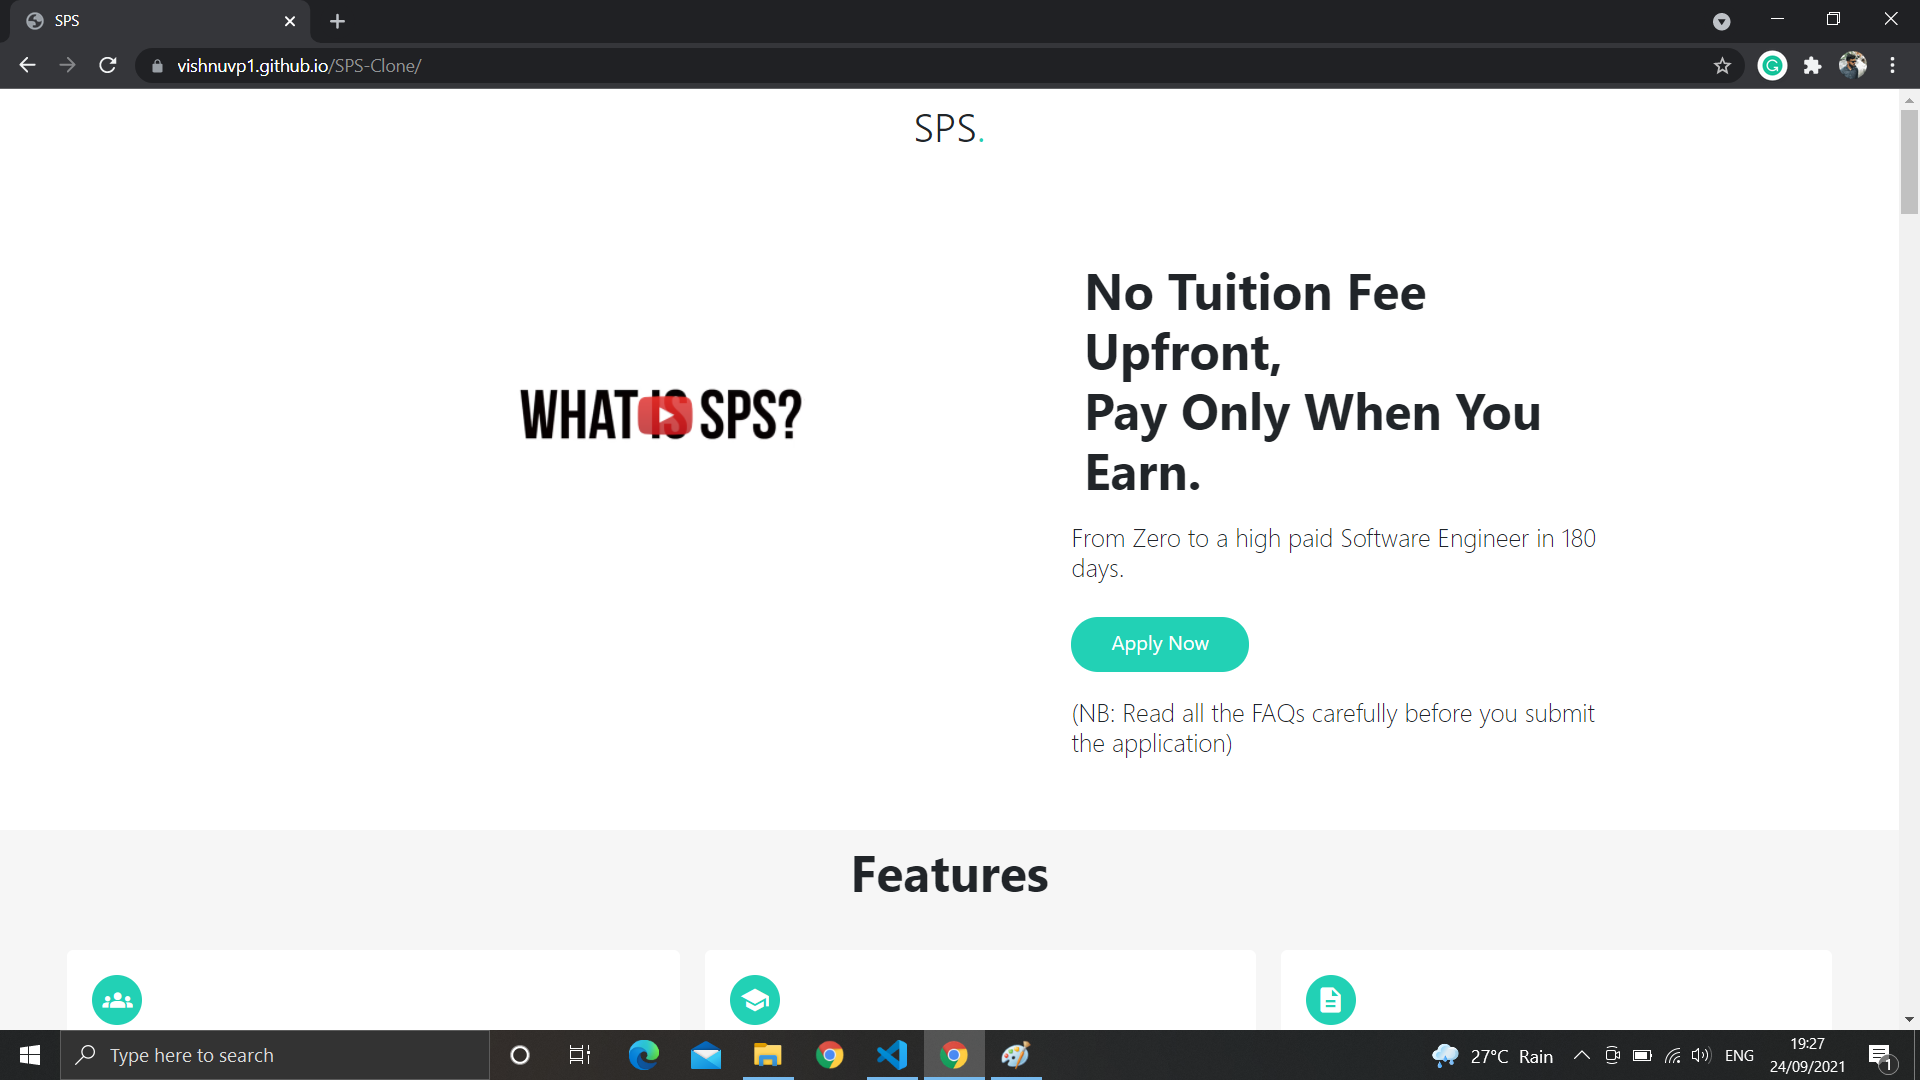 SPS
vishnuvp1.github.io/SPS-Clone/
SPS.
WHAT IS SPS?
No Tuition Fee
Upfront,
Pay Only When You
Earn.
From Zero to a high paid Software Engineer in 180
days.
Apply Now
(NB: Read all the FAQs carefully before you submit
the application)
Features
Type here to search
27°C Rain
ENG
19:27
24/09/2021
1